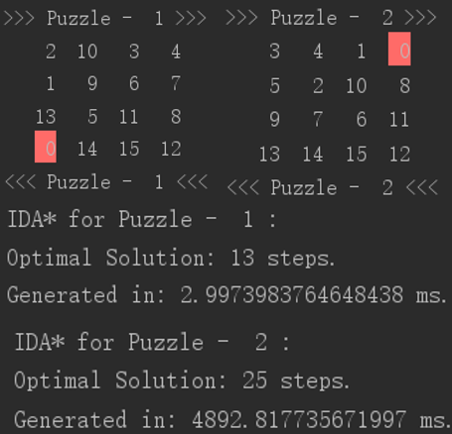 >>> Puzzle -  1 >>>
2 10 3 4
1 9 6 7
13 5 11 8
0 14 15 12
<<< Puzzle -  1 <<<
>>> Puzzle -  2 >>>
3 4 1 0
5 2 10 8
9 7 6 11
13 14 15 12
<<< Puzzle -  2 <<<
IDA* for Puzzle -  1 :
Optimal Solution: 13 steps.
Generated in: 2.9973983764648438 ms.
IDA* for Puzzle -  2 :
Optimal Solution: 25 steps.
Generated in: 4892.817735671997 ms.